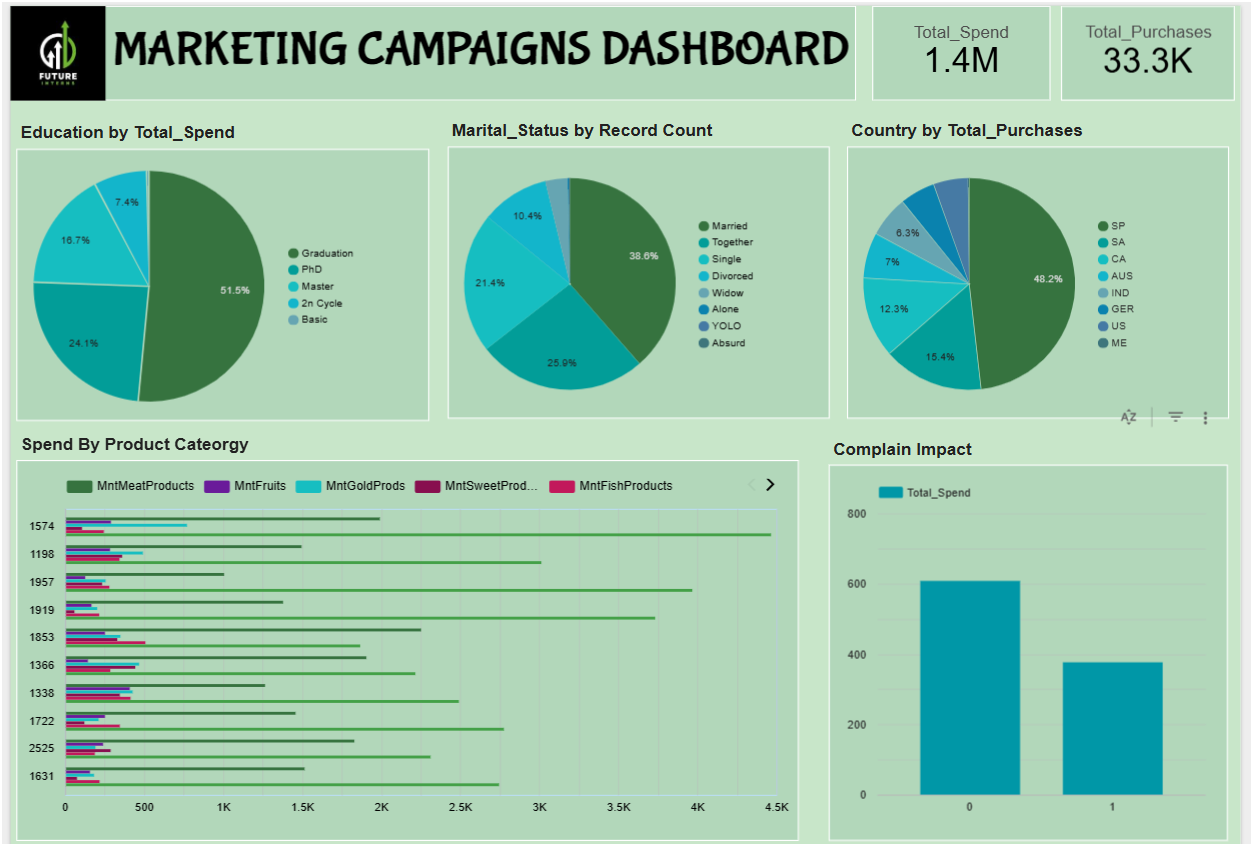 FUTURE
INTERNS
MARKETING CAMPAIGNS DASHBOARD
Total_Spend
1.4M
Total_Purchases
33.3K
Education by Total_Spend
7.4%
16.7%
51.5%
24.1%
Graduation
PhD
Master
2n Cycle
Basic
Marital_Status by Record Count
10.4%
38.6%
21.4%
25.9%
Married
Together
Single
Divorced
Widow
Alone
YOLO
Absurd
Country by Total_Purchases
6.3%
7%
48.2%
12.3%
15.4%
SP
SA
CA
AUS
IND
GER
US
ME
AZ
Spend By Product Cateorgy
MntMeatProducts MntFruits MntGoldProds MntSweetProd... MntFishProducts
1574
1198
1957
1919
1853
1366
1338
1722
2525
1631
0 500 1K 1.5K 2K 2.5K 3K 3.5K 4K 4.5K
Complain Impact
Total_Spend
800
600
400
200
0
0 1